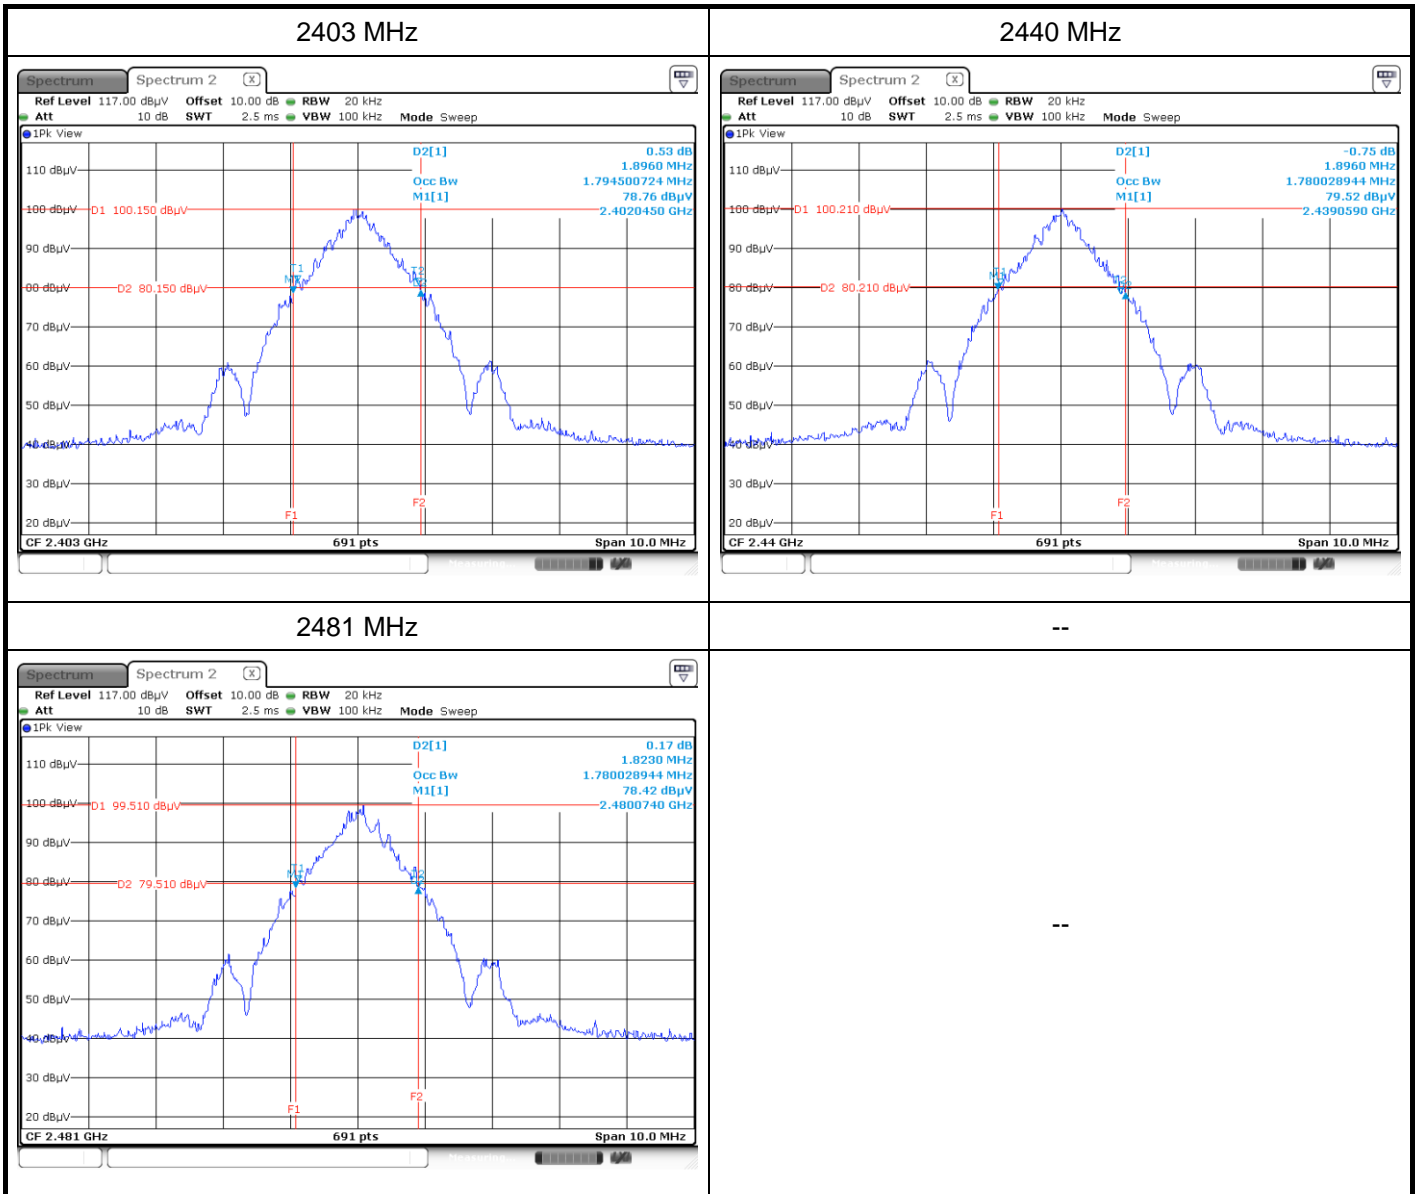 2403 MHz
2440 MHz
Spectrum Spectrum 2 X
Ref Level 117.00 dBµV Offset 10.00 dB RBW 20 kHz
Att 10 dB SWT 2.5 ms VBW 100 kHz Mode Sweep
1Pk View
D2[1] 0.53 dB
1.8960 MHz
Occ Bw 1.794500724 MHz
M1[1] 78.76 dBµV
2.4020450 GHz
110 dBµV
100 dBµV
D1 100.150 dBµV
90 dBµV
T1
T2
80 dBµV
D2 80.150 dBµV
70 dBµV
60 dBµV
50 dBµV
40 dBµV
30 dBµV
F2
F1
20 dBµV
CF 2.403 GHz 691 pts Span 10.0 MHz
Measuring...
Spectrum Spectrum 2 X
Ref Level 117.00 dBµV Offset 10.00 dB RBW 20 kHz
Att 10 dB SWT 2.5 ms VBW 100 kHz Mode Sweep
1Pk View
D2[1] -0.75 dB
1.8960 MHz
Occ Bw 1.780028944 MHz
M1[1] 79.52 dBµV
2.4390590 GHz
110 dBµV
100 dBµV
D1 100.210 dBµV
90 dBµV
80 dBµV
D2 80.210 dBµV
70 dBµV
60 dBµV
50 dBµV
40 dBµV
30 dBµV
F2
F1
20 dBµV
CF 2.44 GHz 691 pts Span 10.0 MHz
2481 MHz
--
Spectrum Spectrum 2 X
Ref Level 117.00 dBµV Offset 10.00 dB RBW 20 kHz
Att 10 dB SWT 2.5 ms VBW 100 kHz Mode Sweep
1Pk View
D2[1] 0.17 dB
1.8230 MHz
Occ Bw 1.780028944 MHz
M1[1] 78.42 dBµV
2.4800740 GHz
110 dBµV
100 dBµV
D1 99.510 dBµV
90 dBµV
80 dBµV
D2 79.510 dBµV
70 dBµV
60 dBµV
50 dBµV
40 dBµV
30 dBµV
F2
F1
20 dBµV
CF 2.481 GHz 691 pts Span 10.0 MHz
--